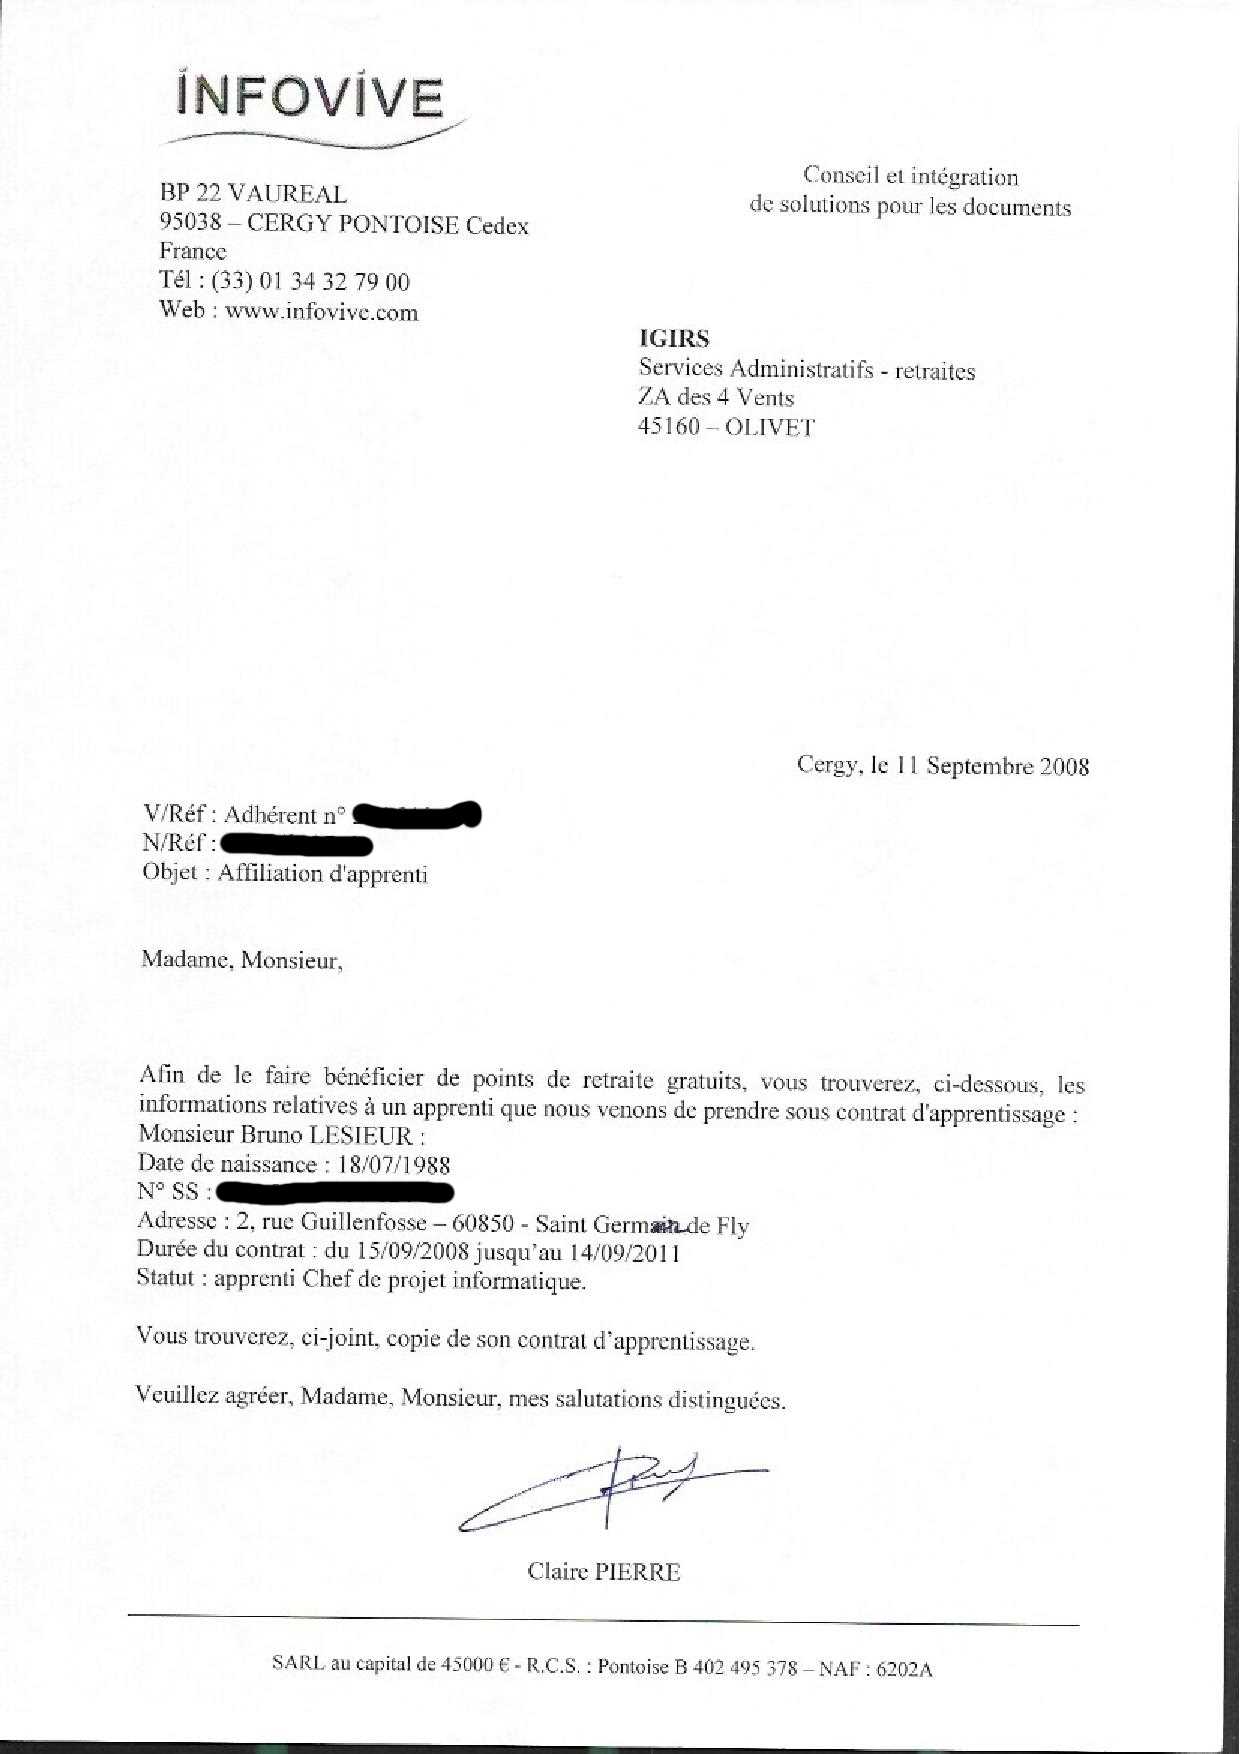 INFOVIVE
BP 22 VAUREAL
95038 – CERGY PONTOISE Cedex
France
Tél : (33) 01 34 32 79 00
Web : www.infovive.com
Conseil et intégration
de solutions pour les documents
IGIRS
Services Administratifs - retraites
ZA des 4 Vents
45160 – OLIVET
Cergy, le 11 Septembre 2008
V/Réf : Adhérent n°
N/Réf :
Objet : Affiliation d'apprenti
Madame, Monsieur,
Afin de le faire bénéficier de points de retraite gratuits, vous trouverez, ci-dessous, les
informations relatives à un apprenti que nous venons de prendre sous contrat d'apprentissage :
Monsieur Bruno LESIEUR :
Date de naissance : 18/07/1988
N° SS :
Adresse : 2, rue Guillenfosse – 60850 - Saint Germain de Fly
Durée du contrat : du 15/09/2008 jusqu’au 14/09/2011
Statut : apprenti Chef de projet informatique.
Vous trouverez, ci-joint, copie de son contrat d’apprentissage.
Veuillez agréer, Madame, Monsieur, mes salutations distinguées.
Claire PIERRE
SARL au capital de 45000 € - R.C.S. : Pontoise B 402 495 378 – NAF : 6202A